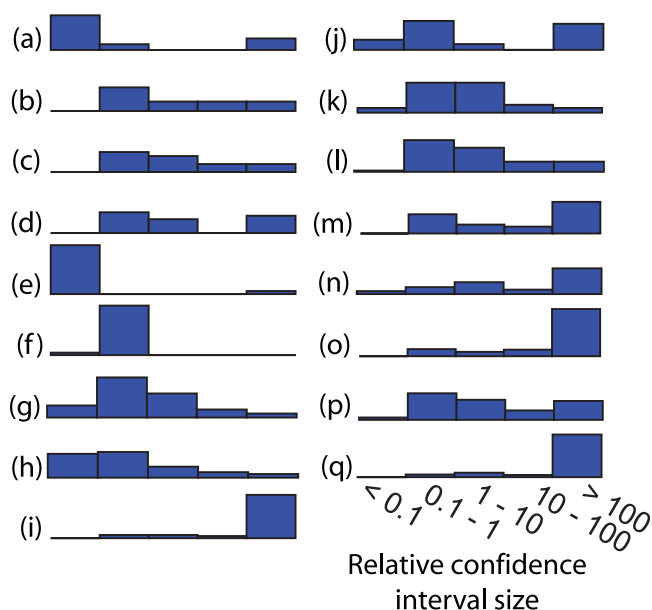 (a)
(b)
(c)
(d)
(e)
(f)
(g)
(h)
(i)
(j)
(k)
(l)
(m)
(n)
(o)
(p)
(q)
< 0.1
0.1 - 1
1 - 10
10 - 100
> 100
Relative confidence
interval size